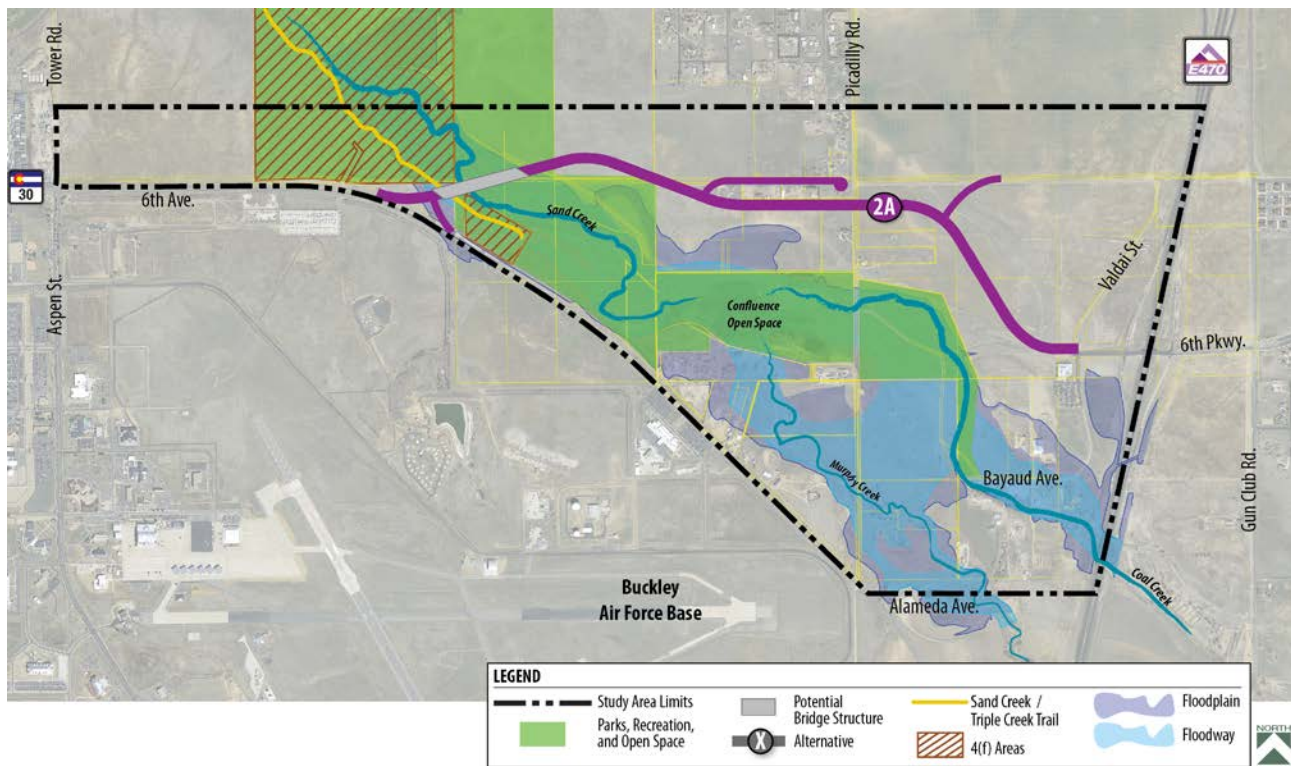 Tower Rd.
Picadilly Rd.
E470
30
6th Ave.
Sand Creek
2A
Aspen St.
Valdai St.
Confluence
Open Space
6th Pkwy.
Murphy Creek
Bayaud Ave.
Gun Club Rd.
Coal Creek
Buckley
Air Force Base
Alameda Ave.
LEGEND
Study Area Limits
Parks, Recreation,
and Open Space
Potential
Bridge Structure
X
Alternative
Sand Creek /
Triple Creek Trail
4(f) Areas
Floodplain
Floodway
NORTH